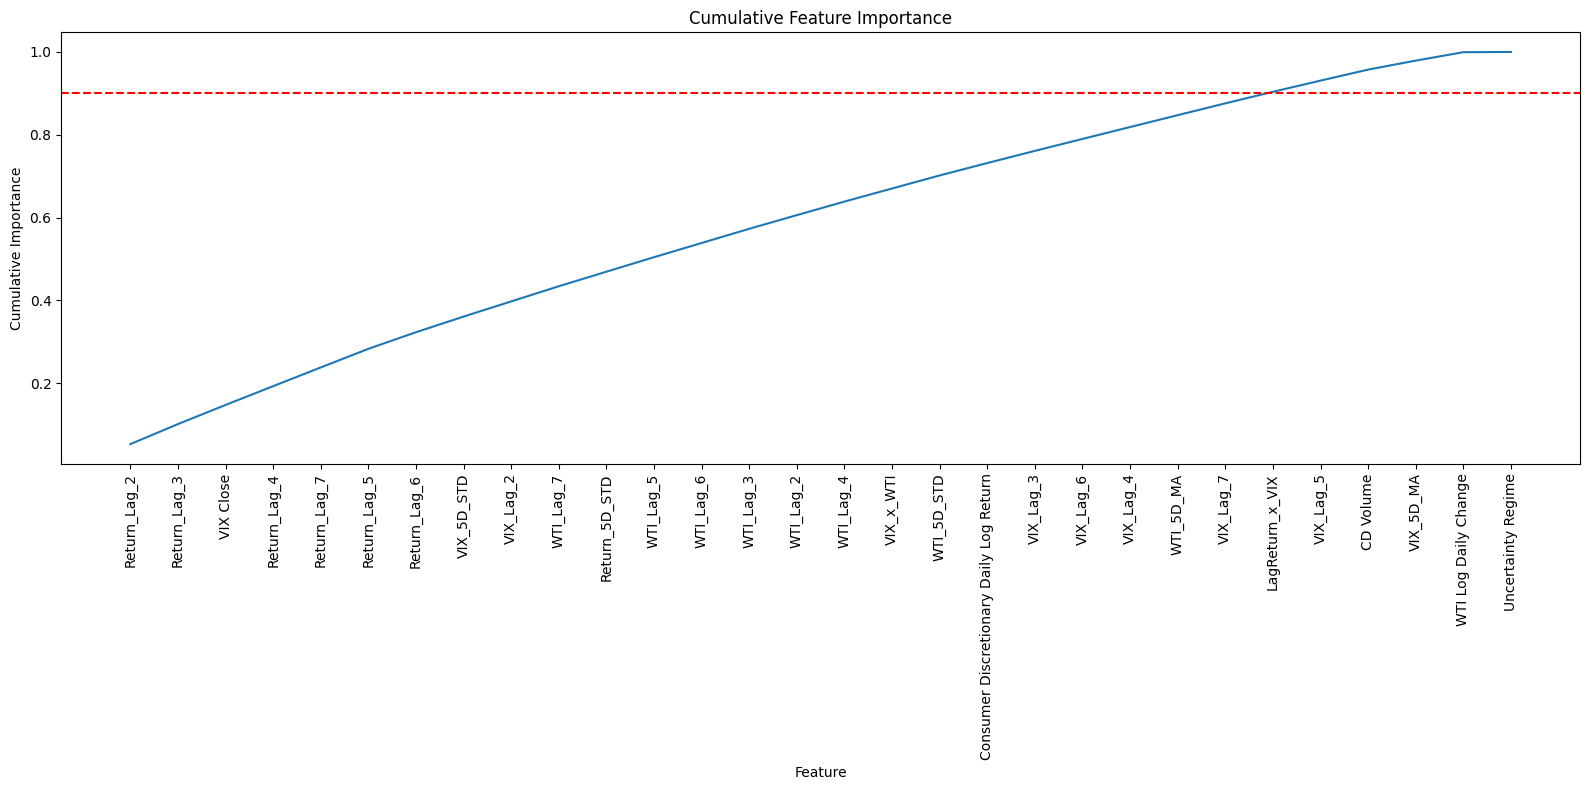 Cumulative Feature Importance
Cumulative Importance
1.0
0.8
0.6
0.4
0.2
Return_Lag_2
Return_Lag_3
VIX Close
Return_Lag_4
Return_Lag_7
Return_Lag_5
Return_Lag_6
VIX_5D_STD
VIX_Lag_2
WTI_Lag_7
Return_5D_STD
WTI_Lag_5
WTI_Lag_6
WTI_Lag_3
WTI_Lag_2
WTI_Lag_4
VIX_x_WTI
WTI_5D_STD
Consumer Discretionary Daily Log Return
VIX_Lag_3
VIX_Lag_6
VIX_Lag_4
WTI_5D_MA
VIX_Lag_7
LagReturn_x_VIX
VIX_Lag_5
CD Volume
VIX_5D_MA
WTI Log Daily Change
Uncertainty Regime
Feature